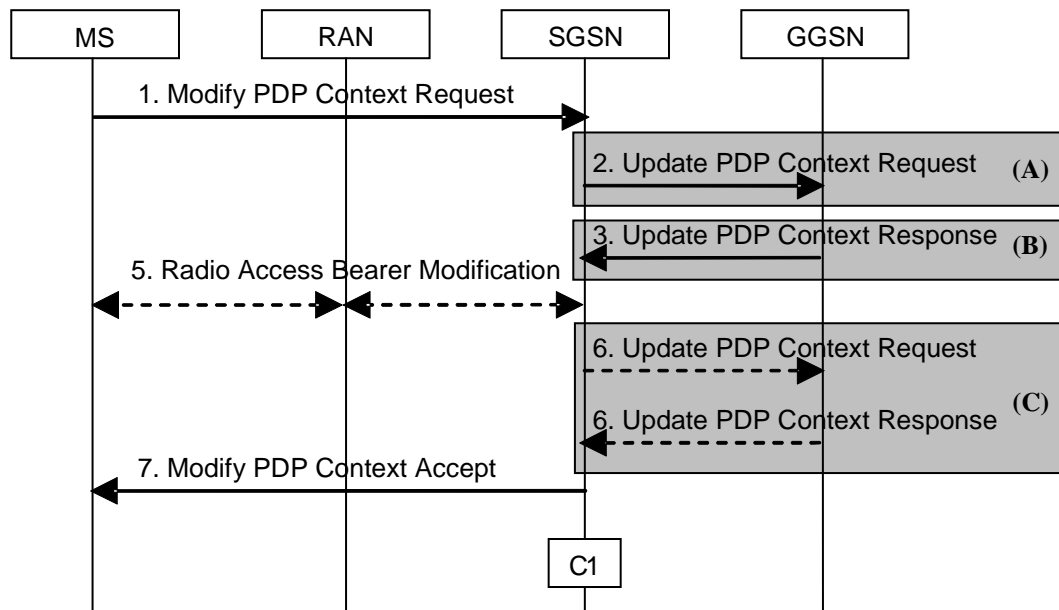 MS RAN SGSN GGSN
1. Modify PDP Context Request
2. Update PDP Context Request (A)
3. Update PDP Context Response (B)
5. Radio Access Bearer Modification
6. Update PDP Context Request
(C)
6. Update PDP Context Response
7. Modify PDP Context Accept
C1